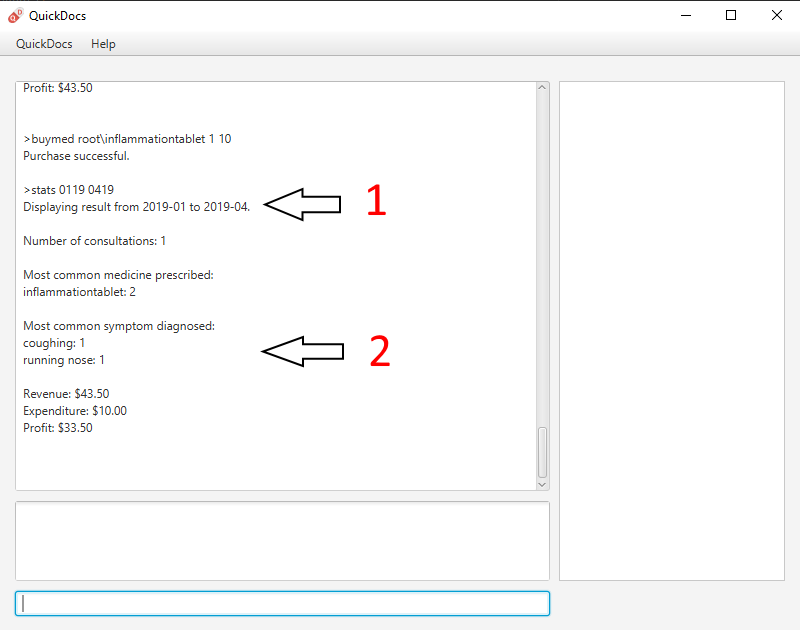 QuickDocs
QuickDocs Help
Profit: $43.50
>buymed root\inflammationtablet 1 10
Purchase successful.
>stats 0119 0419
Displaying result from 2019-01 to 2019-04.
1
Number of consultations: 1
Most common medicine prescribed:
inflammationtablet: 2
Most common symptom diagnosed:
coughing: 1
2
running nose: 1
Revenue: $43.50
Expenditure: $10.00
Profit: $33.50